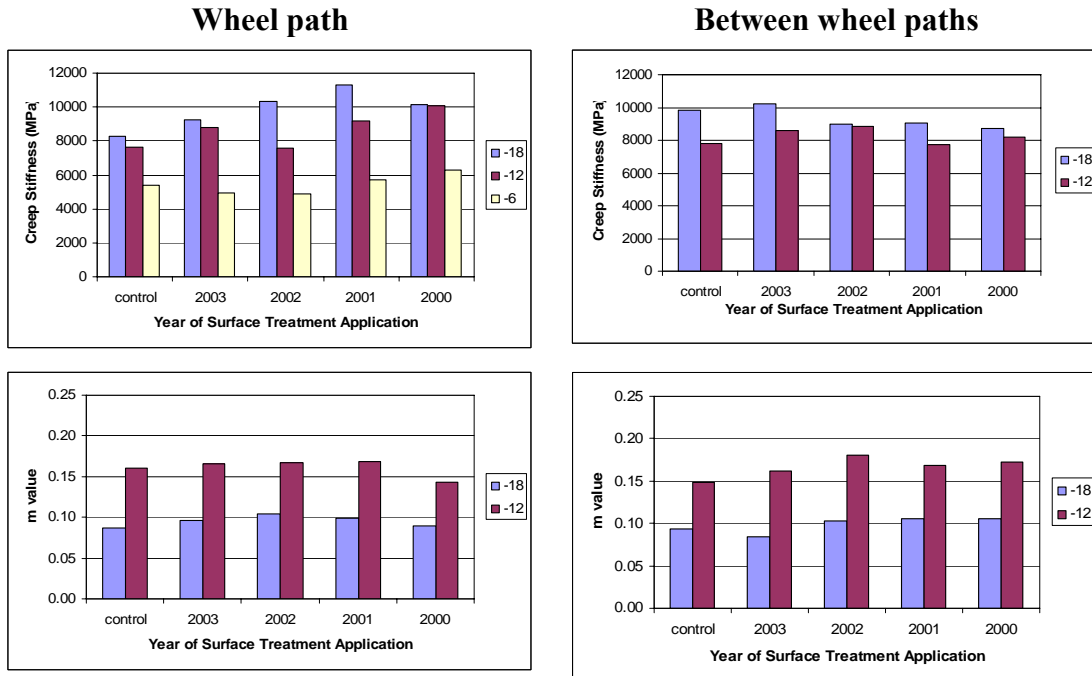 Wheel path
Between wheel paths
12000
10000
8000
6000
4000
2000
0
Creep Stiffness (MPa)
control 2003 2002 2001 2000
Year of Surface Treatment Application
-18
-12
-6
12000
10000
8000
6000
4000
2000
0
Creep Stiffness (MPa)
control 2003 2002 2001 2000
Year of Surface Treatment Application
-18
-12
0.25
0.20
0.15
0.10
0.05
0.00
m value
control 2003 2002 2001 2000
Year of Surface Treatment Application
-18
-12
0.25
0.20
0.15
0.10
0.05
0.00
m value
control 2003 2002 2001 2000
Year of Surface Treatment Application
-18
-12